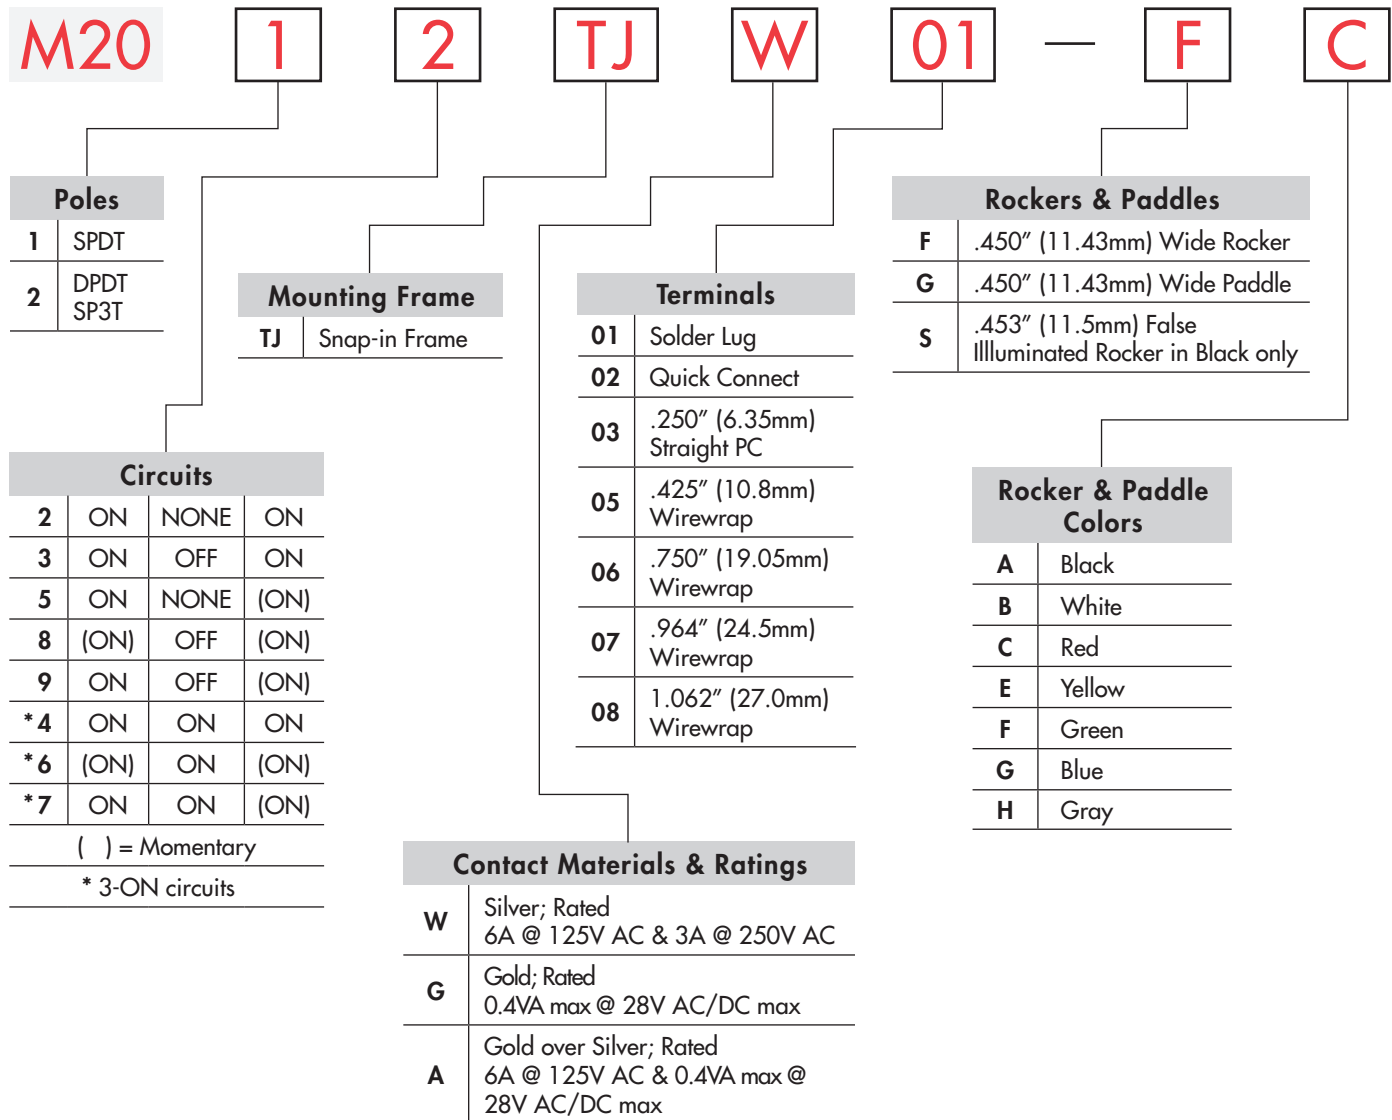 M20 1 2 TJ W 01 — F C
Poles
1 SPDT
2 DPDT
SP3T
Mounting Frame
TJ Snap-in Frame
Circuits
2 ON NONE ON
3 ON OFF ON
5 ON NONE (ON)
8 (ON) OFF (ON)
9 ON OFF (ON)
*4 ON ON ON
*6 (ON) ON (ON)
*7 ON ON (ON)
( ) = Momentary
* 3-ON circuits
Terminals
01 Solder Lug
02 Quick Connect
03 .250” (6.35mm)
Straight PC
05 .425” (10.8mm)
Wirewrap
06 .750” (19.05mm)
Wirewrap
07 .964” (24.5mm)
Wirewrap
08 1.062” (27.0mm)
Wirewrap
Contact Materials & Ratings
W Silver; Rated
6A @ 125V AC & 3A @ 250V AC
G Gold; Rated
0.4VA max @ 28V AC/DC max
A Gold over Silver; Rated
6A @ 125V AC & 0.4VA max @
28V AC/DC max
Rockers & Paddles
F .450” (11.43mm) Wide Rocker
G .450” (11.43mm) Wide Paddle
S .453” (11.5mm) False
Illluminated Rocker in Black only
Rocker & Paddle
Colors
A Black
B White
C Red
E Yellow
F Green
G Blue
H Gray